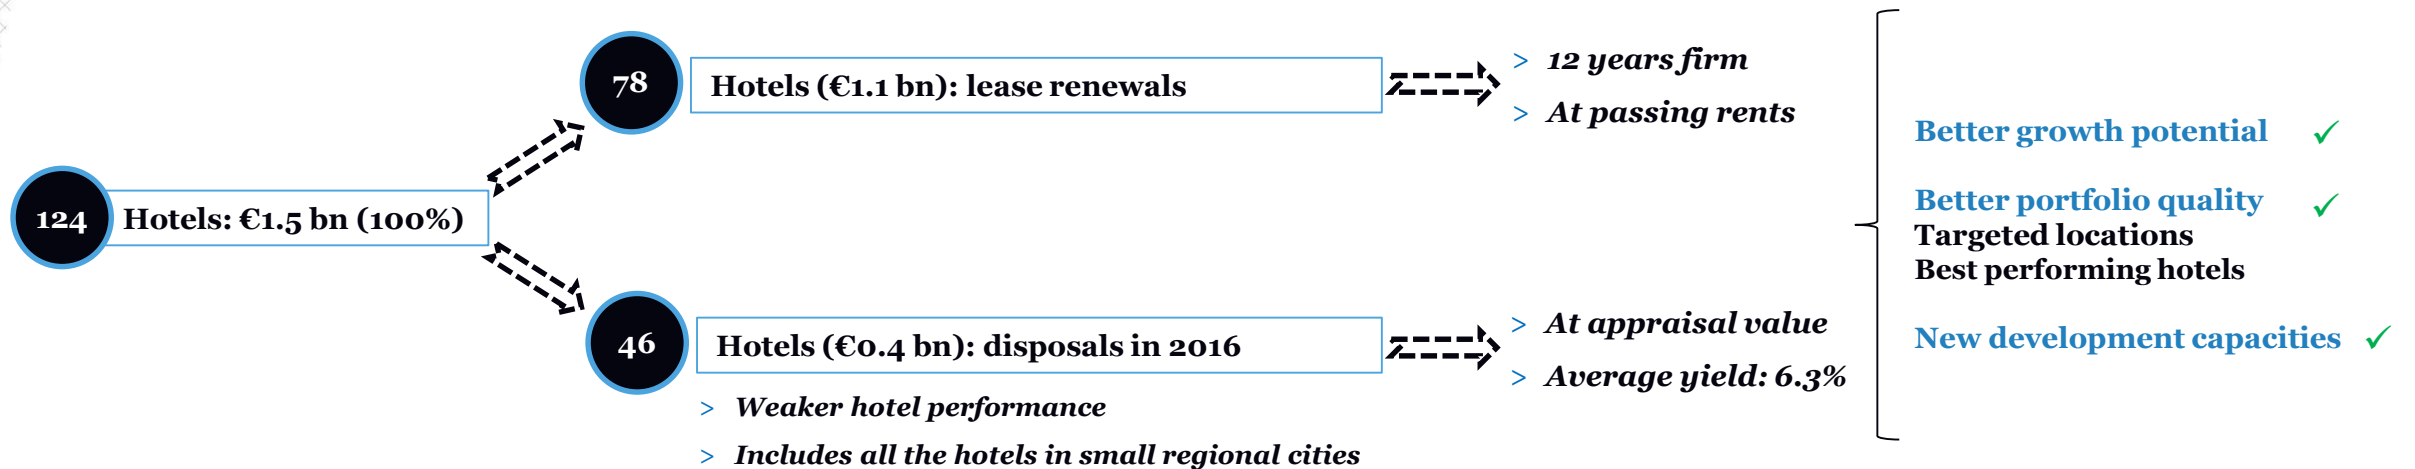 124
Hotels: €1.5 bn (100%)
78
Hotels (€1.1 bn): lease renewals
> 12 years firm
> At passing rents
46
Hotels (€0.4 bn): disposals in 2016
> Weaker hotel performance
> Includes all the hotels in small regional cities
> At appraisal value
> Average yield: 6.3%
Better growth potential ✓
Better portfolio quality ✓
Targeted locations
Best performing hotels
New development capacities ✓